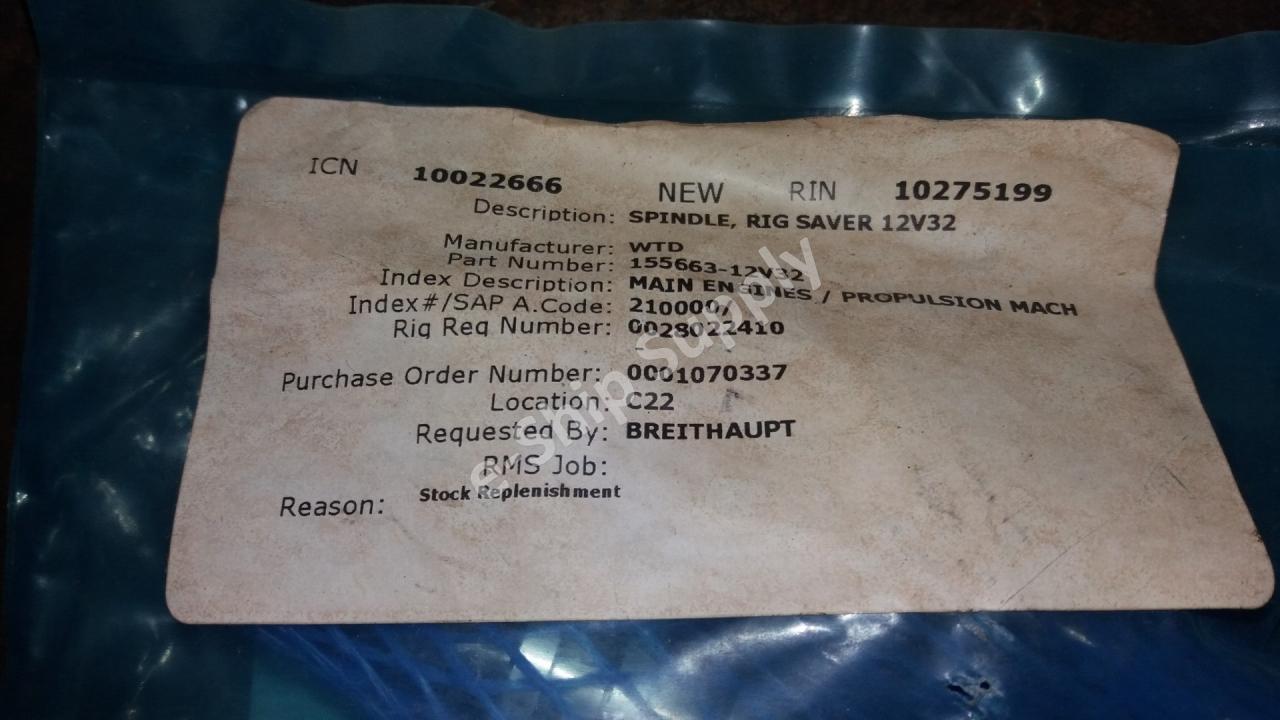 ICN 10022666 NEW RIN 10275199
Description: SPINDLE, RIG SAVER 12V32
Manufacturer: WTD
Part Number: 155663-12V32
Index Description: MAIN ENGINES / PROPULSION MACH
Index#/SAP A.Code: 210000/
Rig Req Number: 0028022410
Purchase Order Number: 0001070337
Location: C22
Requested By: BREITHAUPT
RMS Job:
Reason: Stock Replenishment
e-Ship Supply